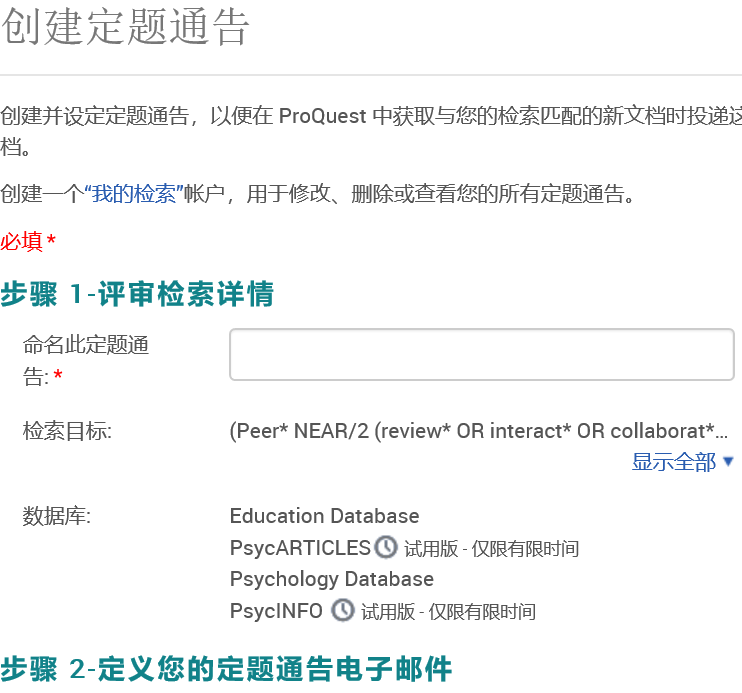 创建定题通告
创建并设定定题通告，以便在 ProQuest 中获取与您的检索匹配的新文档时投递这
档。
创建一个“我的检索”帐户，用于修改、删除或查看您的所有定题通告。
必填 *
步骤 1-评审检索详情
命名此定题通
告: *
检索目标: (Peer* NEAR/2 (review* OR interact* OR collaborat*...
显示全部 ▼
数据库: Education Database
PsycARTICLES 试用版 - 仅限有限时间
Psychology Database
PsycINFO 试用版 - 仅限有限时间
步骤 2-定义您的定题通告电子邮件